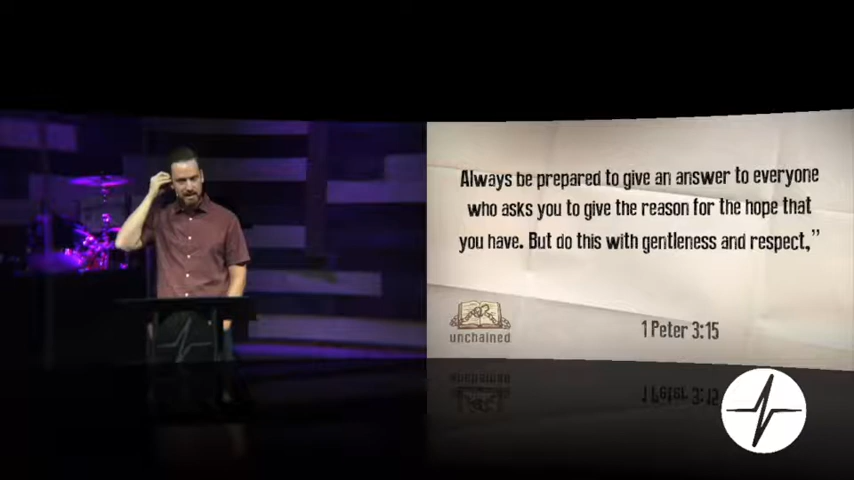 Always be prepared to give an answer to everyone
who asks you to give the reason for the hope that
you have. But do this with gentleness and respect,”
unchained
1 Peter 3:15